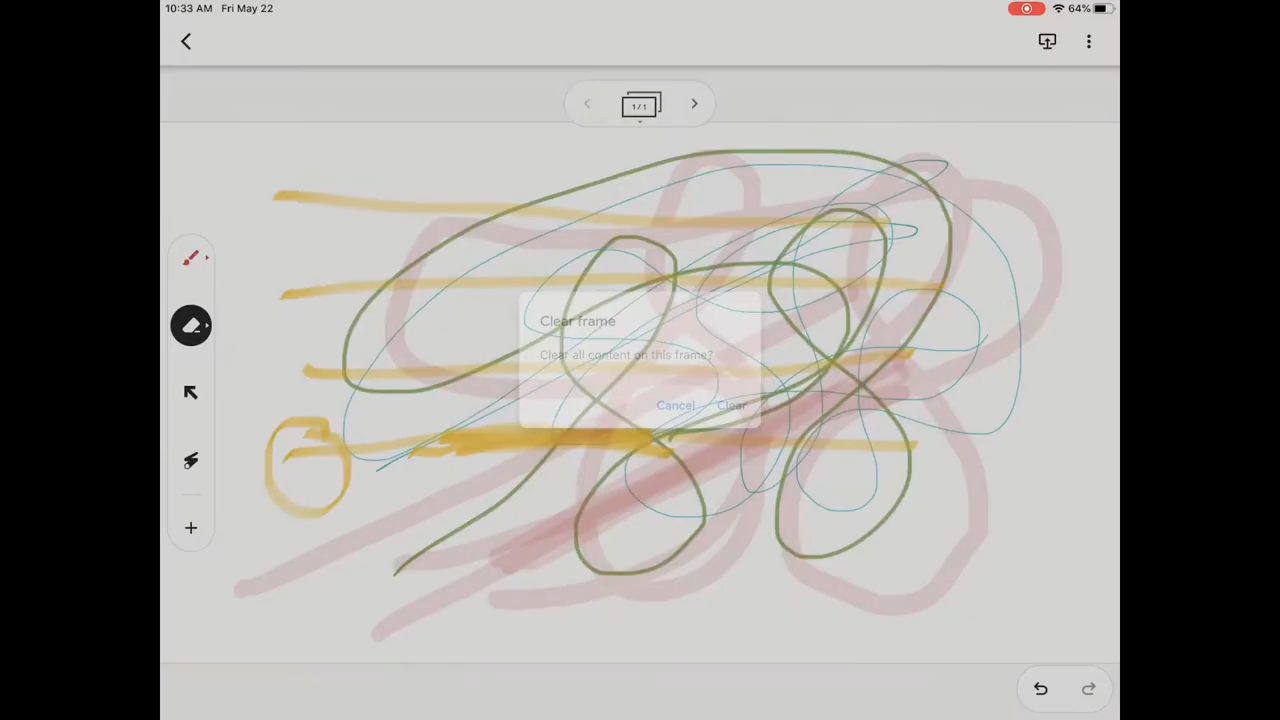 10:33 AM Fri May 22
64%
1/1
Clear frame
Clear all content on this frame?
Cancel Clear